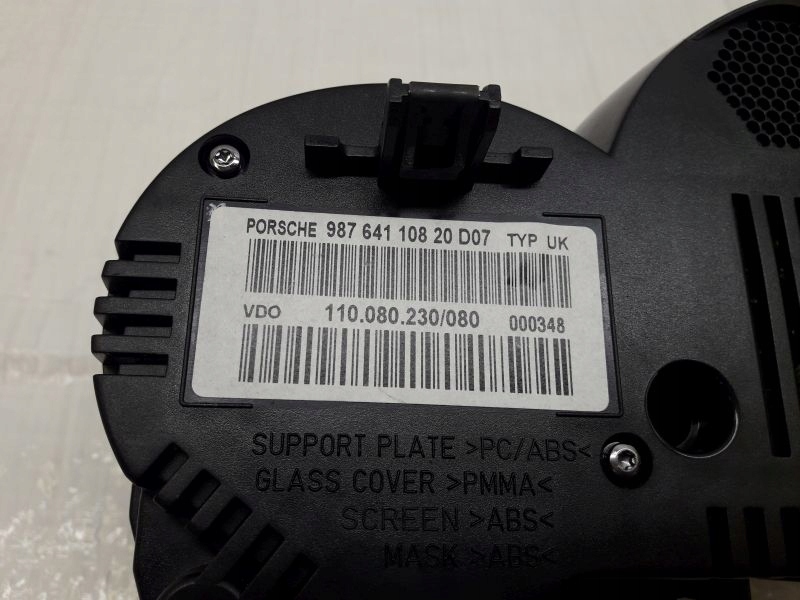 PORSCHE 987 641 108 20 D07 TYP UK
VDO 110.080.230/080 000348
SUPPORT PLATE >PC/ABS<
GLASS COVER >PMMA<
SCREEN >ABS<
MASK >ABS<